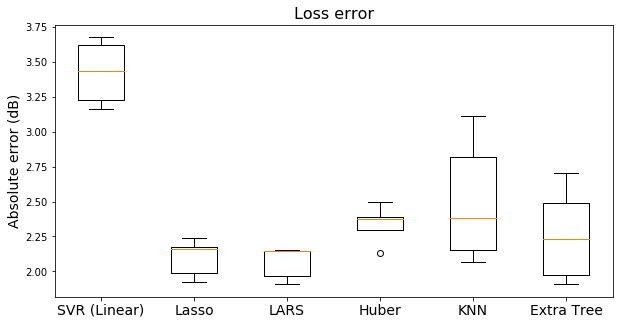 Loss error
Absolute error (dB)
3.75
3.50
3.25
3.00
2.75
2.50
2.25
2.00
SVR (Linear) Lasso LARS Huber KNN Extra Tree